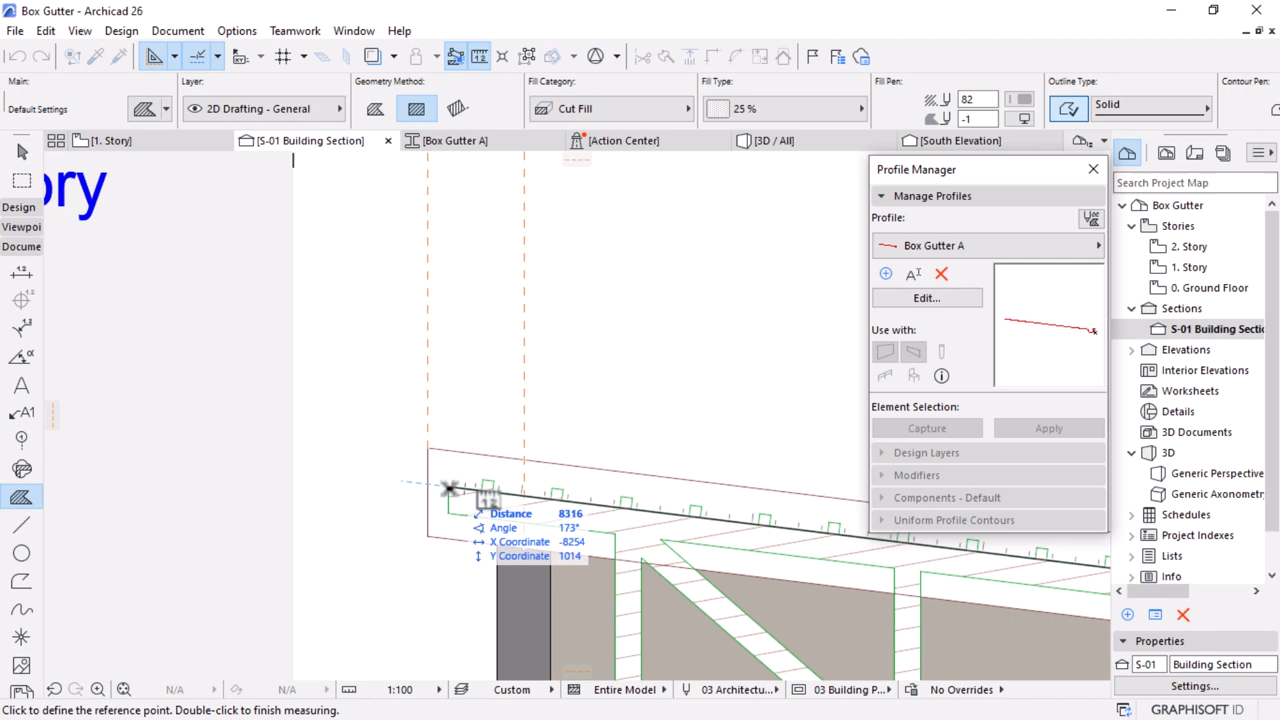 Box Gutter - Archicad 26
File Edit View Design Document Options Teamwork Window Help
Main: Layer: Geometry Method: Fill Category: Fill Type: Fill Pen: Outline Type: Contour Pen:
Default Settings 2D Drafting - General Cut Fill 25 % 82 Solid
-1
[1. Story] [S-01 Building Section] [Box Gutter A] [Action Center] [3D / All] [South Elevation]
ory
Design
Viewpoi
Docume
Profile Manager
Manage Profiles
Profile:
Box Gutter A
Edit...
Use with:
Element Selection:
Capture Apply
Design Layers
Modifiers
Components - Default
Uniform Profile Contours
Distance 8316
Angle 173°
X Coordinate -8254
Y Coordinate 1014
Search Project Map
Box Gutter
Stories
2. Story
1. Story
0. Ground Floor
Sections
S-01 Building Sectio
Elevations
Interior Elevations
Worksheets
Details
3D Documents
3D
Generic Perspective
Generic Axonometr
Schedules
Project Indexes
Lists
Info
Properties
S-01 Building Section
Settings...
N/A N/A 1:100 Custom Entire Model 03 Architectu... 03 Building P... No Overrides
Click to define the reference point. Double-click to finish measuring.
GRAPHISOFT ID